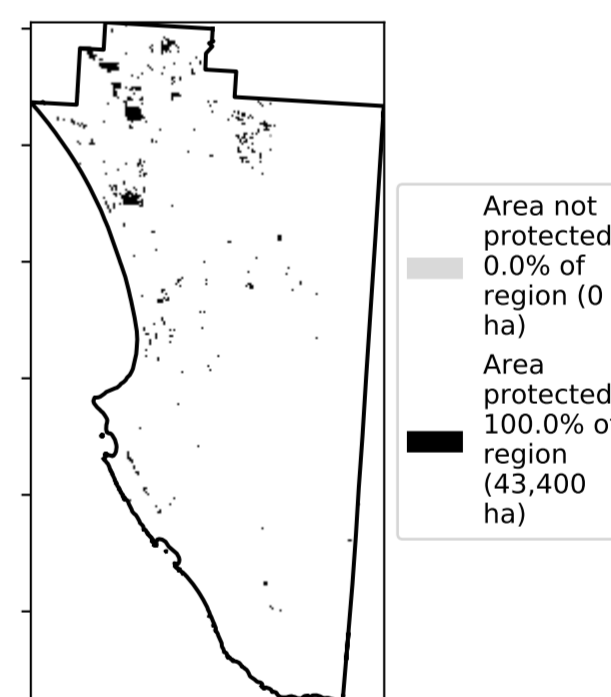 Area not
protected
0.0% of
region (0
ha)
Area
protected
100.0% of
region
(43,400
ha)